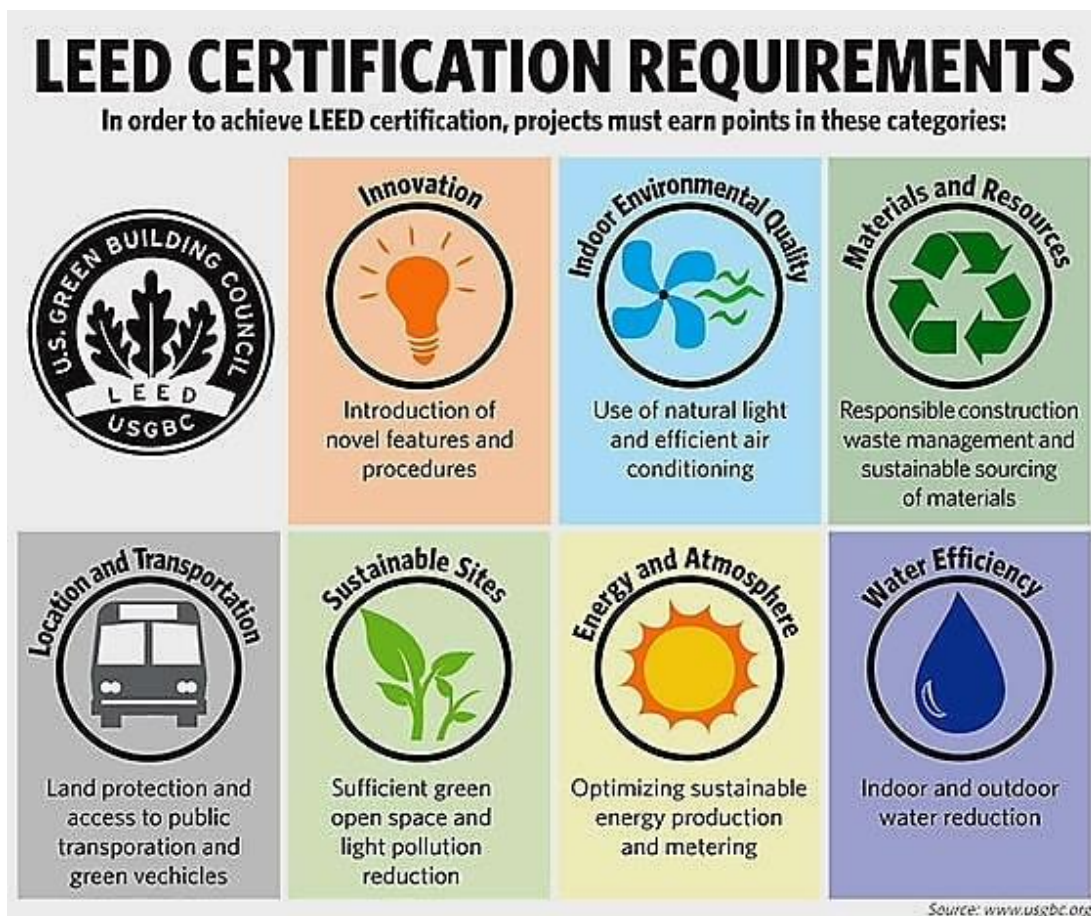 LEED CERTIFICATION REQUIREMENTS
In order to achieve LEED certification, projects must earn points in these categories:
U.S. GREEN BUILDING COUNCIL
LEED
USGBC
Innovation
Introduction of
novel features and
procedures
Indoor Environmental Quality
Use of natural light
and efficient air
conditioning
Materials and Resources
Responsible construction
waste management and
sustainable sourcing
of materials
Location and Transportation
Land protection and
access to public
transporation and
green vechicles
Sustainable Sites
Sufficient green
open space and
light pollution
reduction
Energy and Atmosphere
Optimizing sustainable
energy production
and metering
Water Efficiency
Indoor and outdoor
water reduction
Source: www.usgbc.org